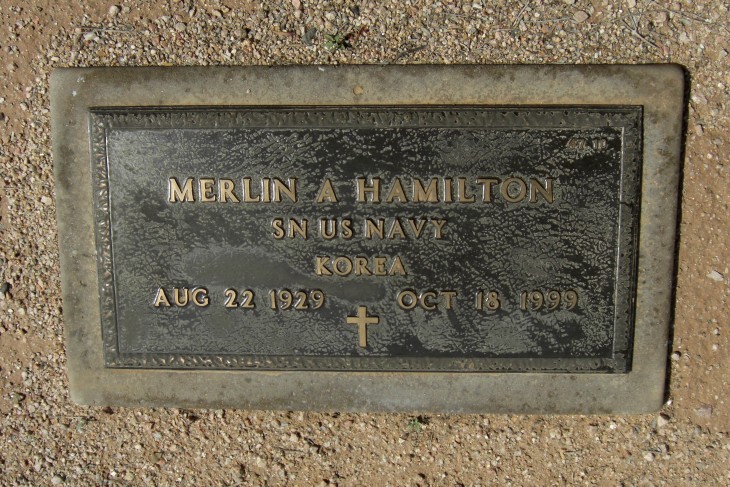 MERLIN A HAMILTON
SN US NAVY
KOREA
AUG 22 1929 OCT 18 1999